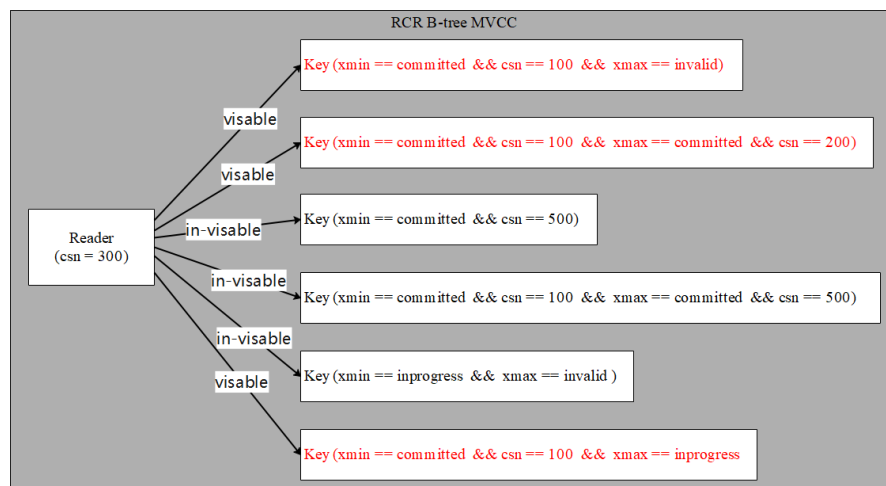 RCR B-tree MVCC
Key (xmin == committed && csn == 100 && xmax == invalid)
visable
Key (xmin == committed && csn == 100 && xmax == committed && csn == 200)
visable
Key (xmin == committed && csn == 500)
in-visable
Reader
(csn = 300)
in-visable
Key (xmin == committed && csn == 100 && xmax == committed && csn == 500)
in-visable
Key (xmin == inprogress && xmax == invalid )
visable
Key (xmin == committed && csn == 100 && xmax == inprogress